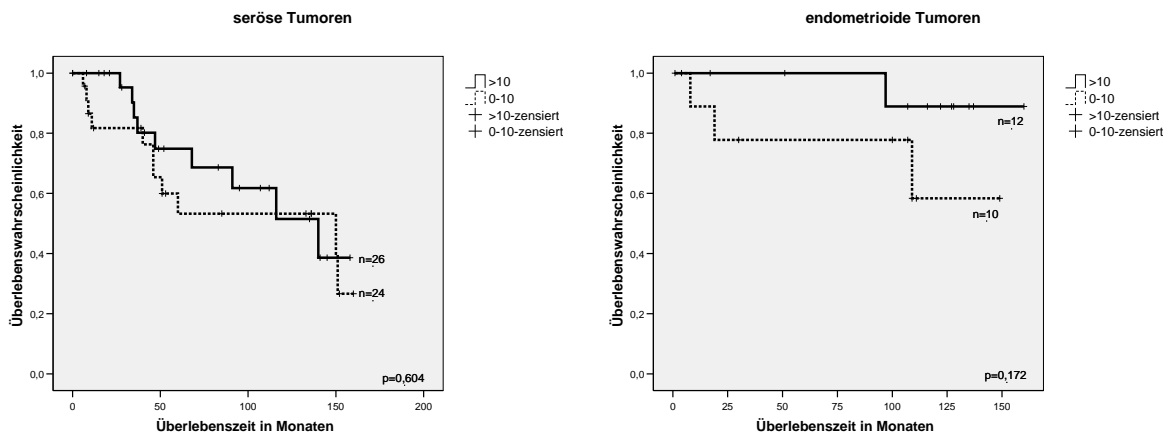 seröse Tumoren
Überlebenswahrscheinlichkeit
1,0
0,8
0,6
0,4
0,2
0,0
n=26
n=24
p=0,604
0
50
100
150
200
Überlebenszeit in Monaten
>10
0-10
>10-zensiert
0-10-zensiert
endometrioide Tumoren
Überlebenswahrscheinlichkeit
1,0
0,8
0,6
0,4
0,2
0,0
n=12
n=10
p=0,172
0
25
50
75
100
125
150
Überlebenszeit in Monaten
>10
0-10
>10-zensiert
0-10-zensiert